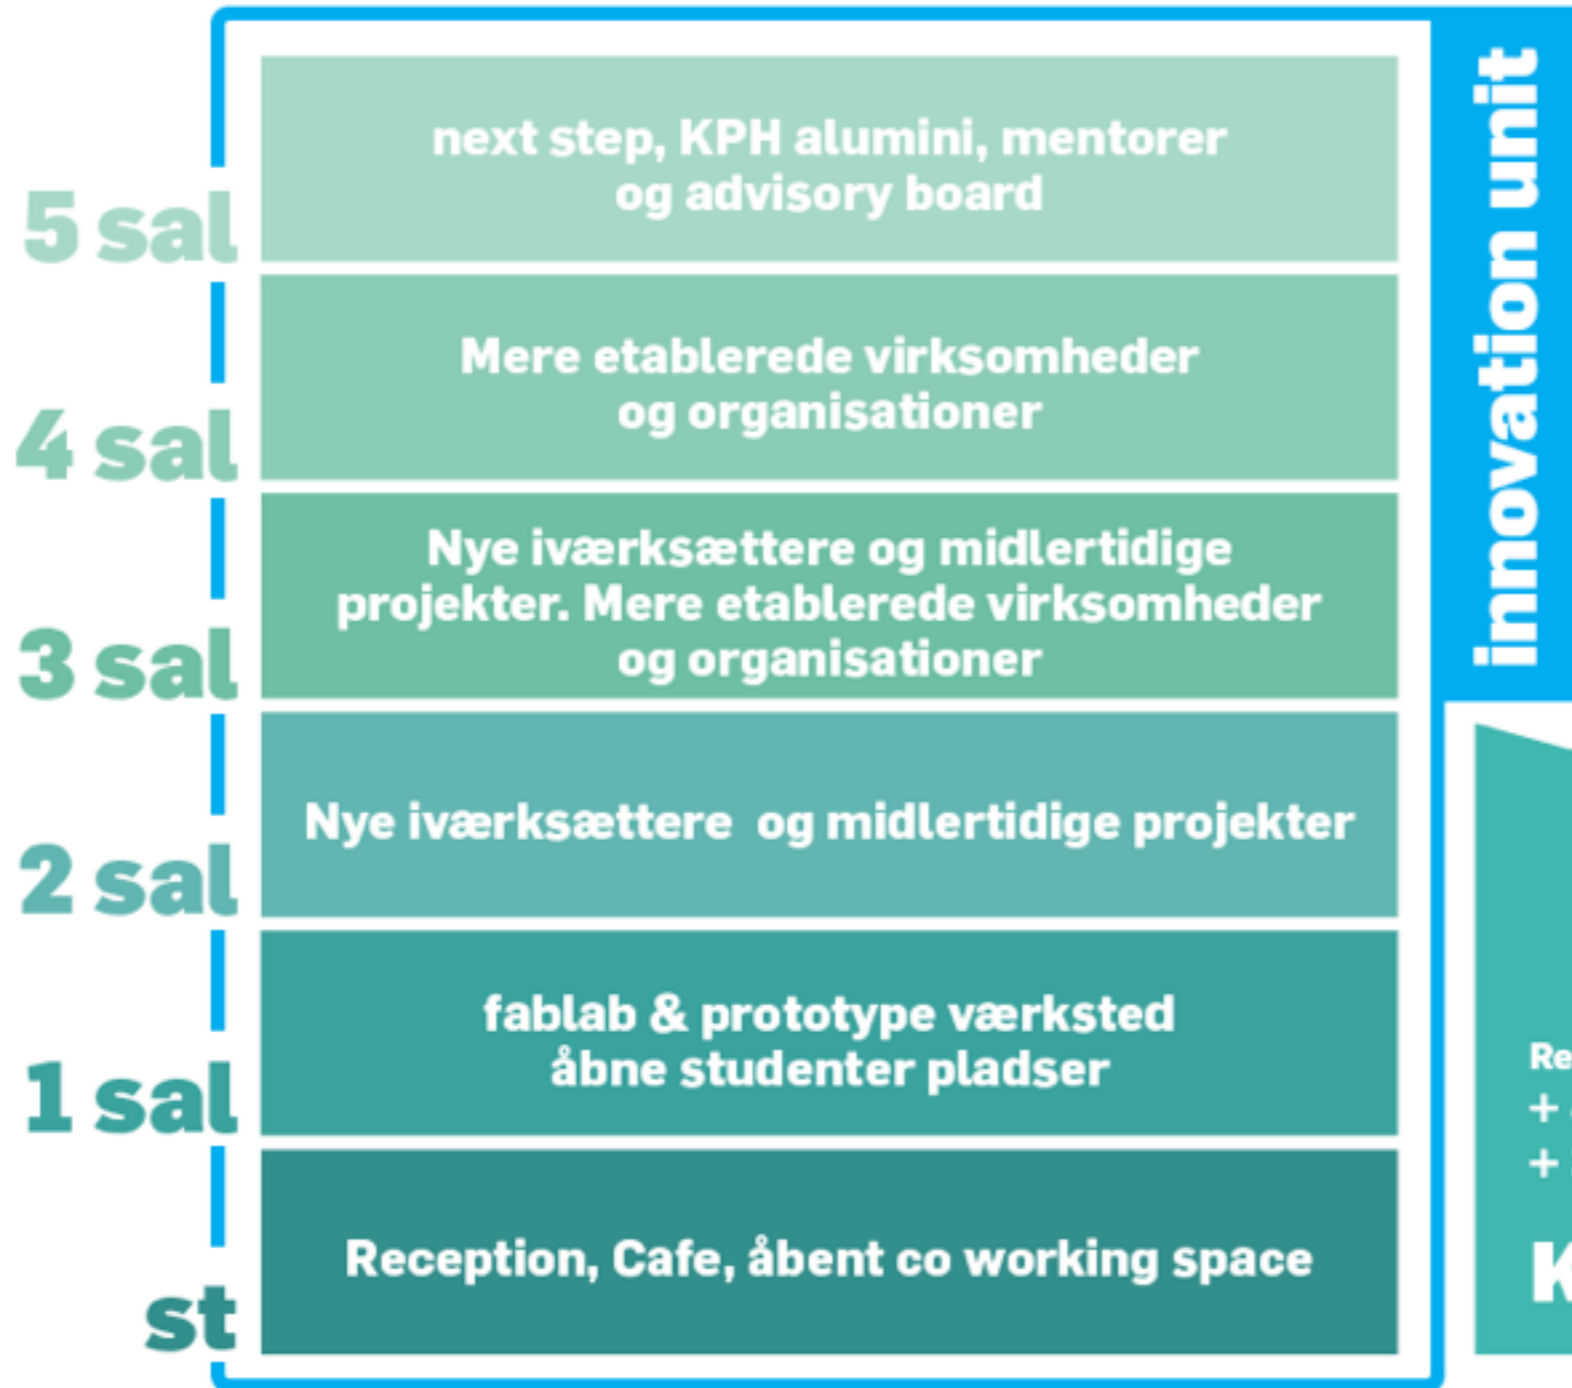 5 sal
next step, KPH alumini, mentorer
og advisory board
4 sal
Mere etablerede virksomheder
og organisationer
3 sal
Nye iværksættere og midlertidige
projekter. Mere etablerede virksomheder
og organisationer
2 sal
Nye iværksættere og midlertidige projekter
1 sal
fablab & prototype værksted
åbne studenter pladser
st
Reception, Cafe, åbent co working space
innovation unit